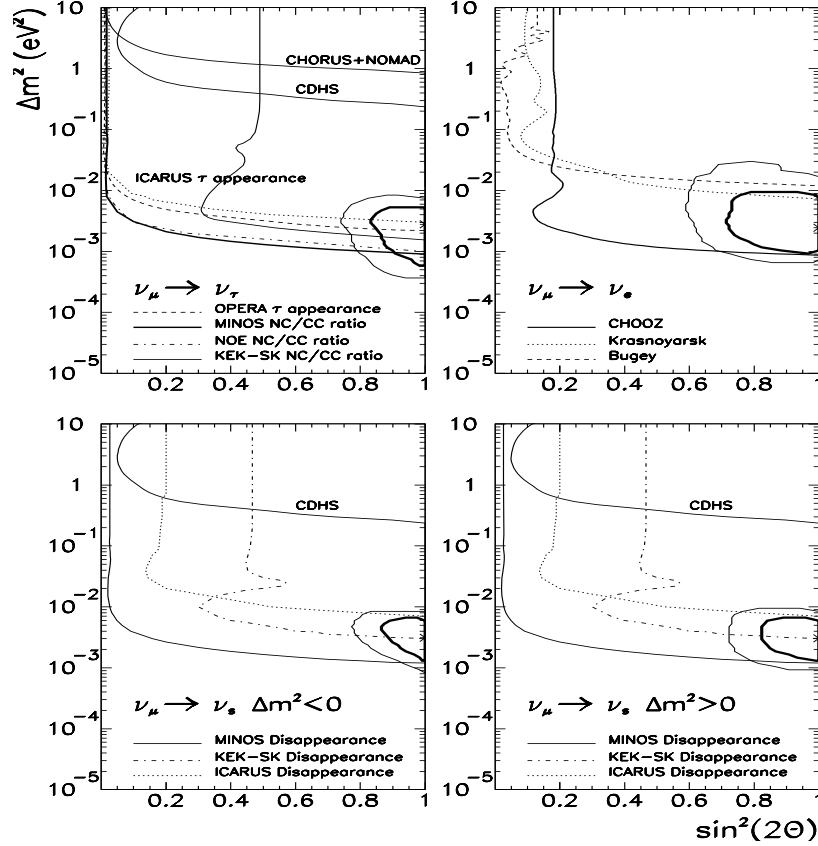 Δm² (eV²)
10
1
10⁻¹
10⁻²
10⁻³
10⁻⁴
10⁻⁵
CHORUS+NOMAD
CDHS
ICARUS τ appearance
ν_μ → ν_τ
OPERA τ appearance
MINOS NC/CC ratio
NOE NC/CC ratio
KEK-SK NC/CC ratio
0.2 0.4 0.6 0.8 1
10
1
10⁻¹
10⁻²
10⁻³
10⁻⁴
10⁻⁵
ν_μ → ν_e
CHOOZ
Krasnoyarsk
Bugey
0.2 0.4 0.6 0.8 1
10
1
10⁻¹
10⁻²
10⁻³
10⁻⁴
10⁻⁵
CDHS
ν_μ → ν_s Δm²<0
MINOS Disappearance
KEK-SK Disappearance
ICARUS Disappearance
0.2 0.4 0.6 0.8 1
10
1
10⁻¹
10⁻²
10⁻³
10⁻⁴
10⁻⁵
CDHS
ν_μ → ν_s Δm²>0
MINOS Disappearance
KEK-SK Disappearance
ICARUS Disappearance
0.2 0.4 0.6 0.8 1
sin²(2Θ)